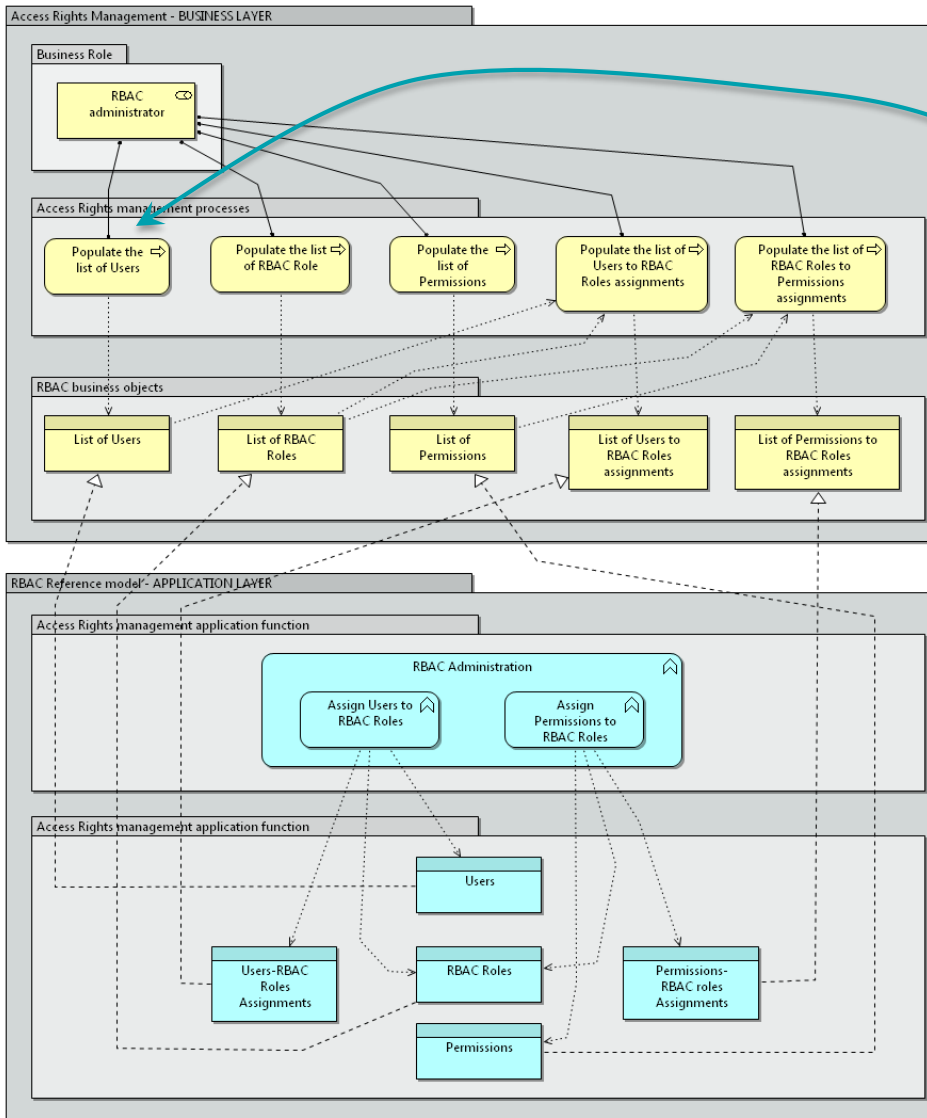 Access Rights Management - BUSINESS LAYER
Business Role
RBAC
administrator
Access Rights management processes
Populate the
list of Users
Populate the list
of RBAC Role
Populate the
list of
Permissions
Populate the list of
Users to RBAC
Roles assignments
Populate the list of
RBAC Roles to
Permissions
assignments
RBAC business objects
List of Users
List of RBAC
Roles
List of
Permissions
List of Users to
RBAC Roles
assignments
List of Permissions to
RBAC Roles
assignments
RBAC Reference model - APPLICATION LAYER
Access Rights management application function
RBAC Administration
Assign Users to
RBAC Roles
Assign
Permissions to
RBAC Roles
Access Rights management application function
Users
Users-RBAC
Roles
Assignments
RBAC Roles
Permissions-
RBAC roles
Assignments
Permissions